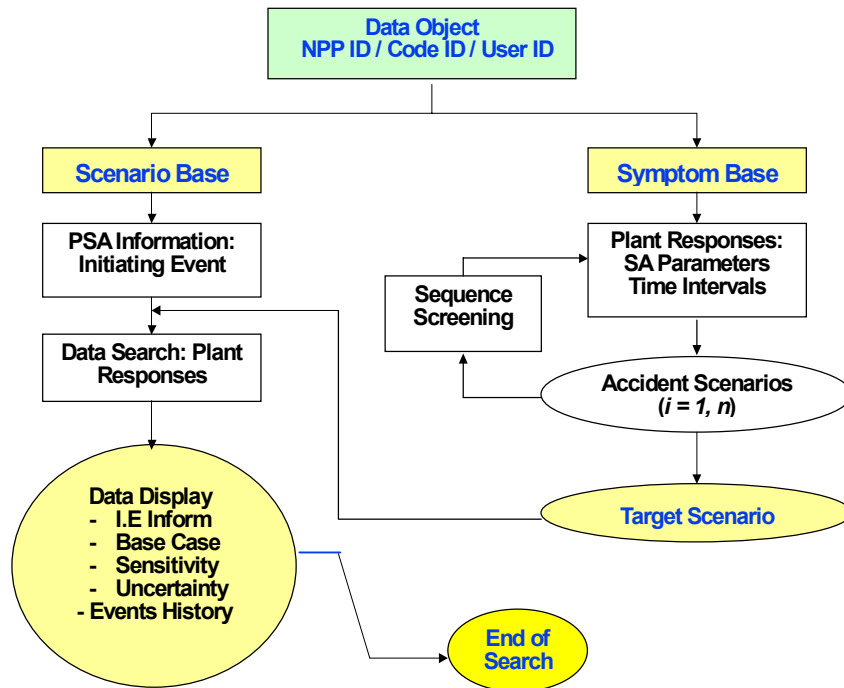 Data Object
NPP ID / Code ID / User ID
Scenario Base
Symptom Base
PSA Information:
Initiating Event
Plant Responses:
SA Parameters
Time Intervals
Sequence
Screening
Data Search: Plant
Responses
Accident Scenarios
(i = 1, n)
Data Display
- I.E Inform
- Base Case
- Sensitivity
- Uncertainty
- Events History
Target Scenario
End of
Search